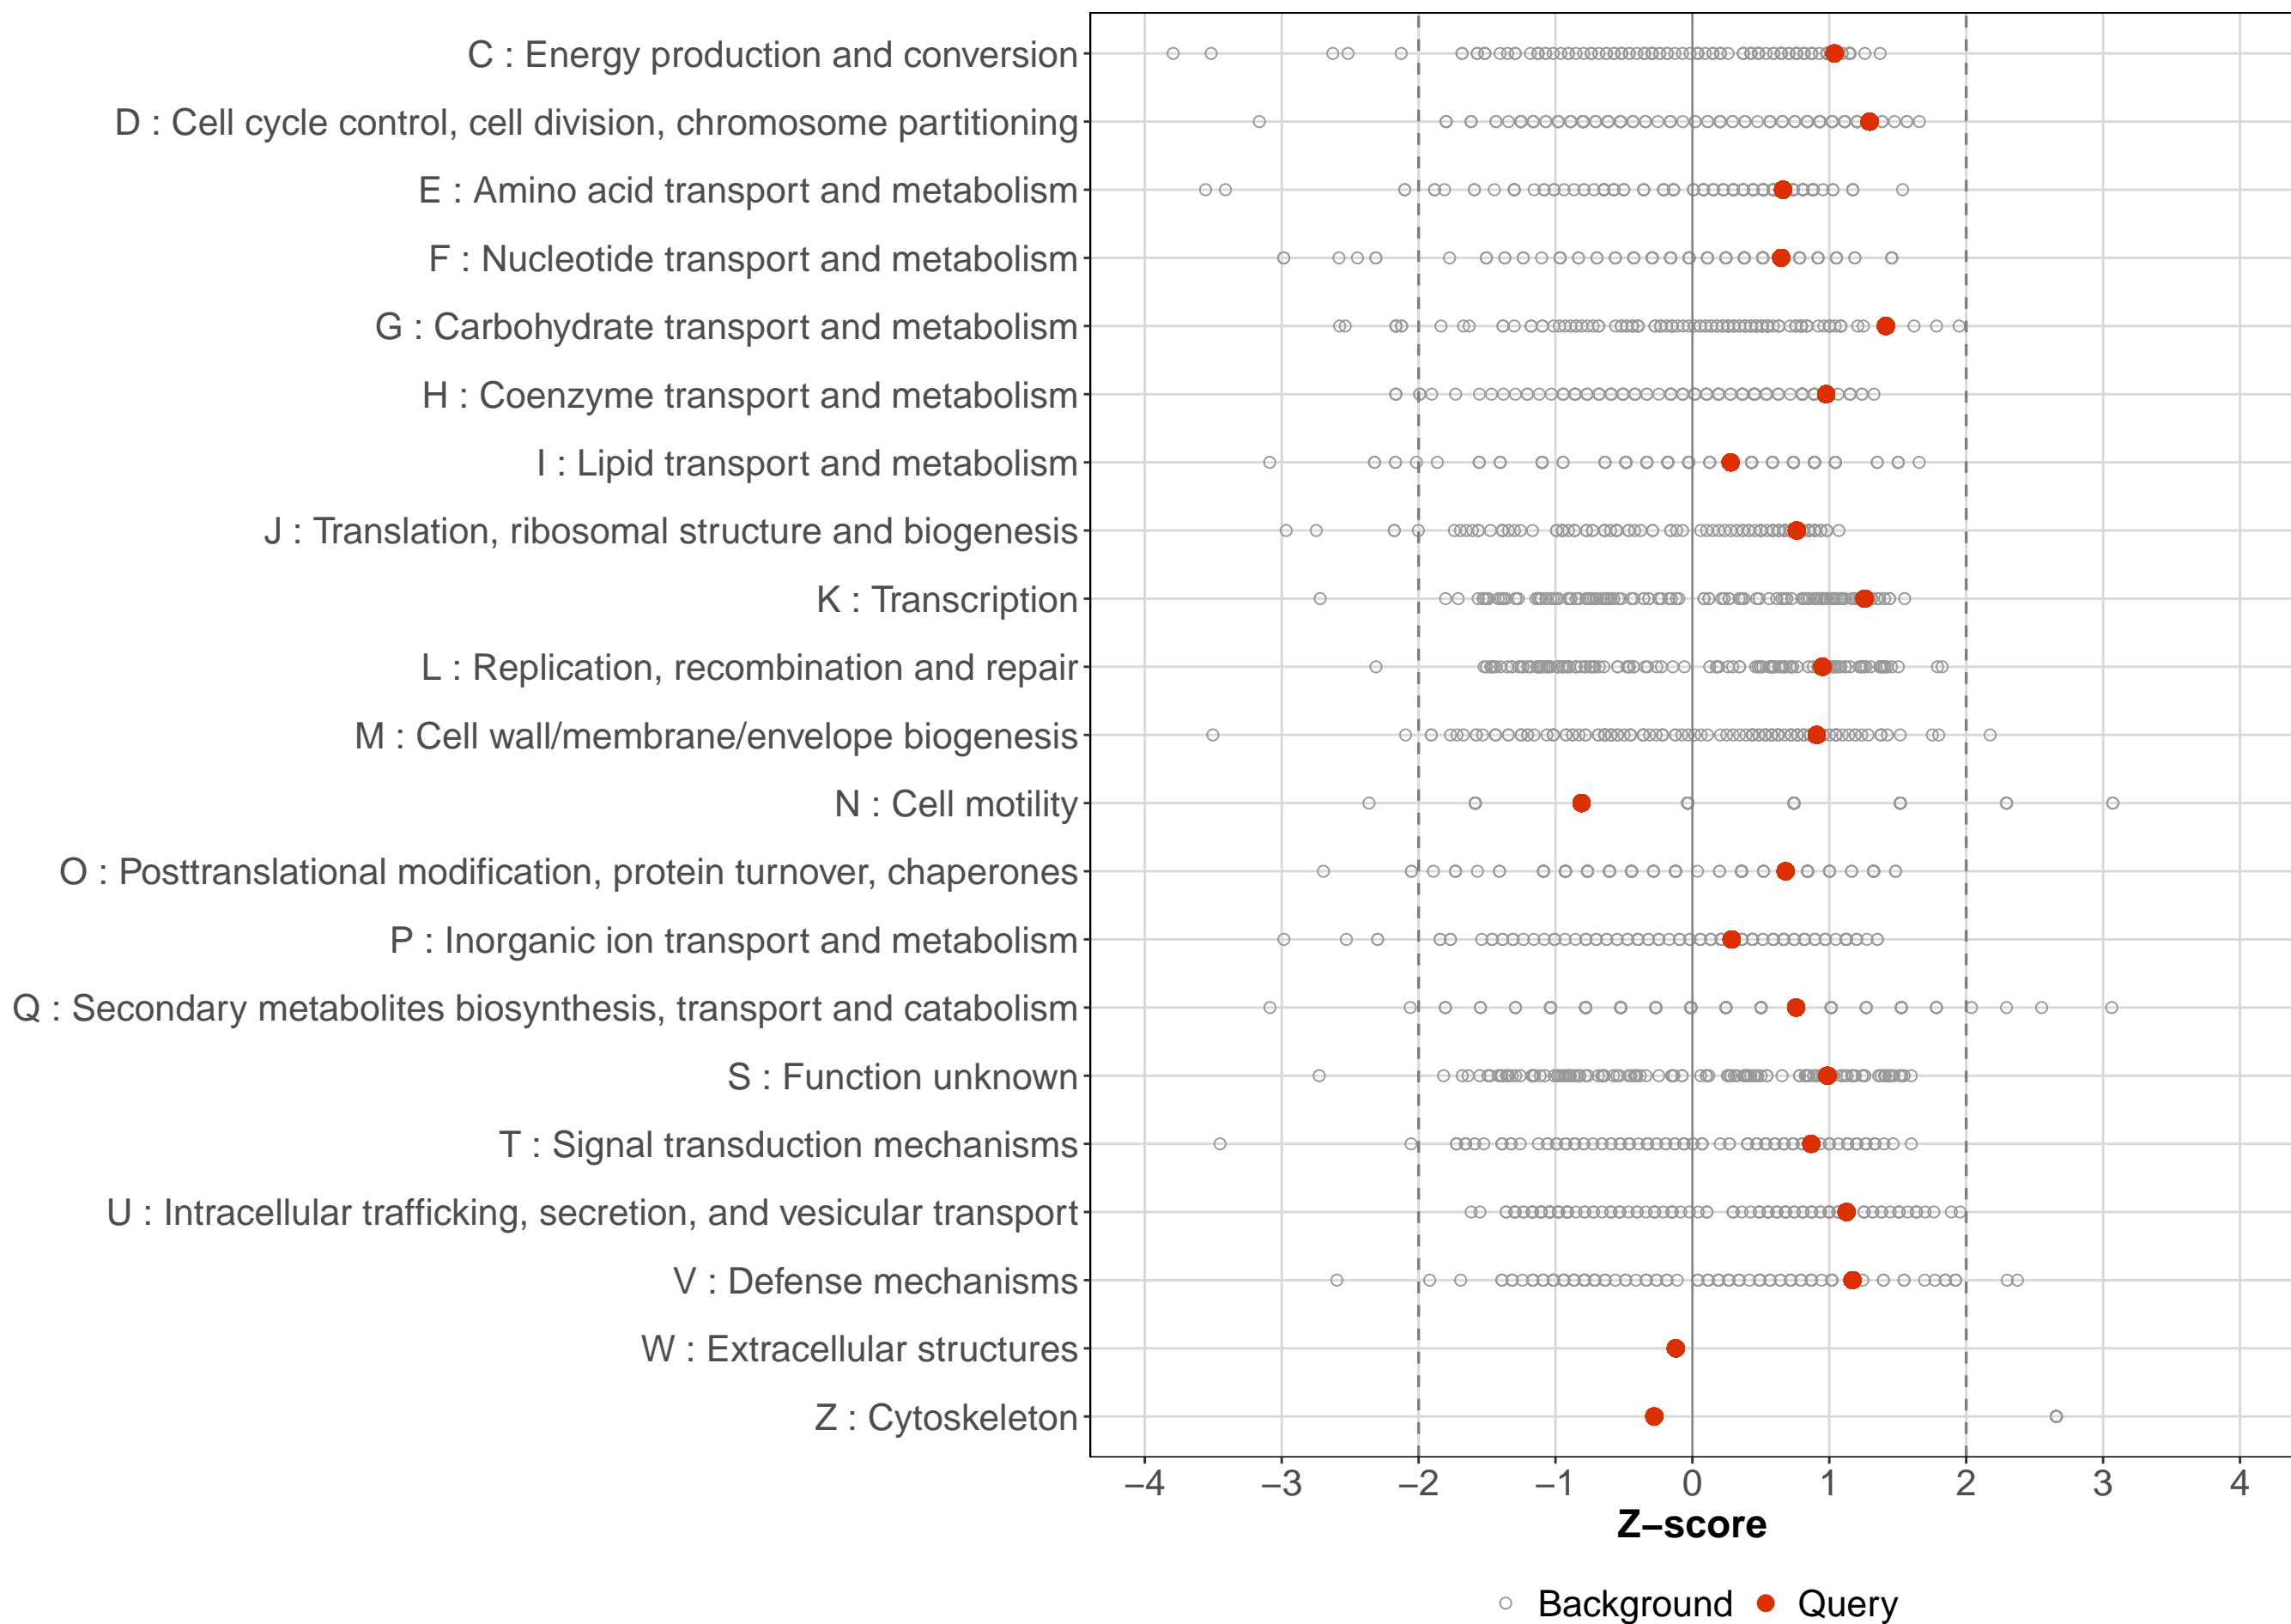 C : Energy production and conversion
D : Cell cycle control, cell division, chromosome partitioning
E : Amino acid transport and metabolism
F : Nucleotide transport and metabolism
G : Carbohydrate transport and metabolism
H : Coenzyme transport and metabolism
I : Lipid transport and metabolism
J : Translation, ribosomal structure and biogenesis
K : Transcription
L : Replication, recombination and repair
M : Cell wall/membrane/envelope biogenesis
N : Cell motility
O : Posttranslational modification, protein turnover, chaperones
P : Inorganic ion transport and metabolism
Q : Secondary metabolites biosynthesis, transport and catabolism
S : Function unknown
T : Signal transduction mechanisms
U : Intracellular trafficking, secretion, and vesicular transport
V : Defense mechanisms
W : Extracellular structures
Z : Cytoskeleton
−4 −3 −2 −1 0 1 2 3 4
Z−score
Background Query